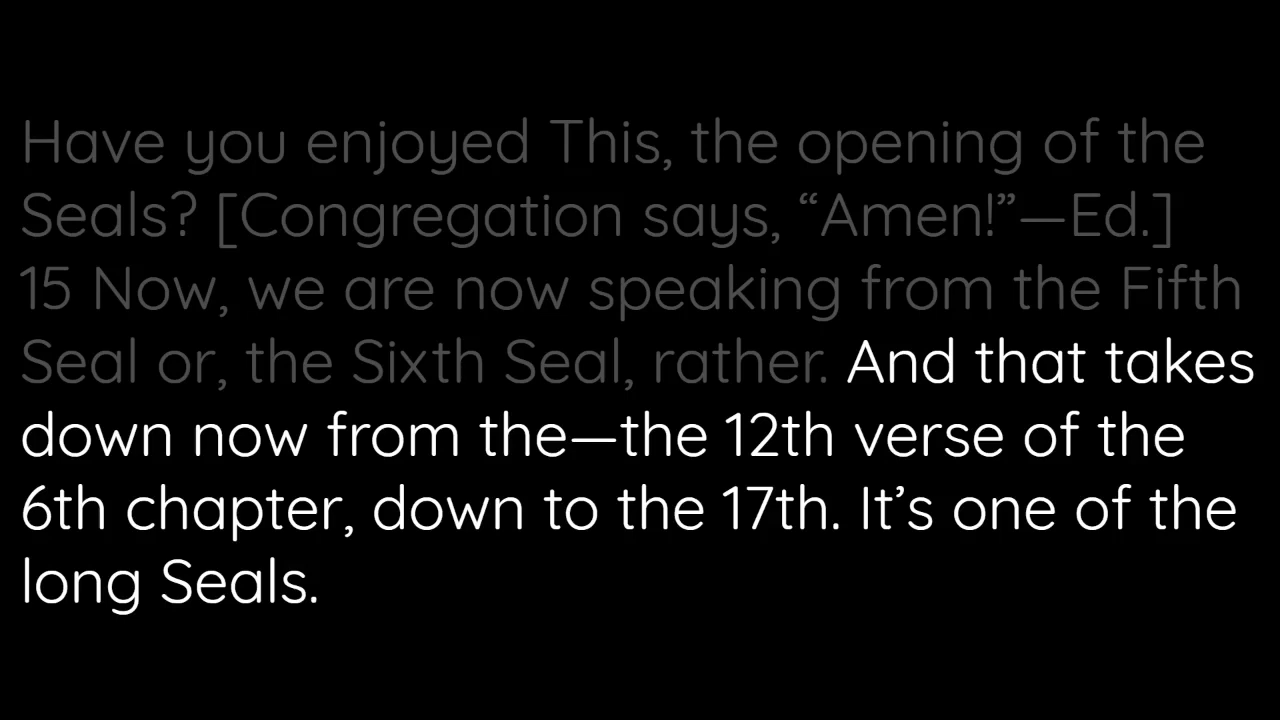 Have you enjoyed This, the opening of the
Seals? [Congregation says, “Amen!”—Ed.]
15 Now, we are now speaking from the Fifth
Seal or, the Sixth Seal, rather. And that takes
down now from the—the 12th verse of the
6th chapter, down to the 17th. It’s one of the
long Seals.